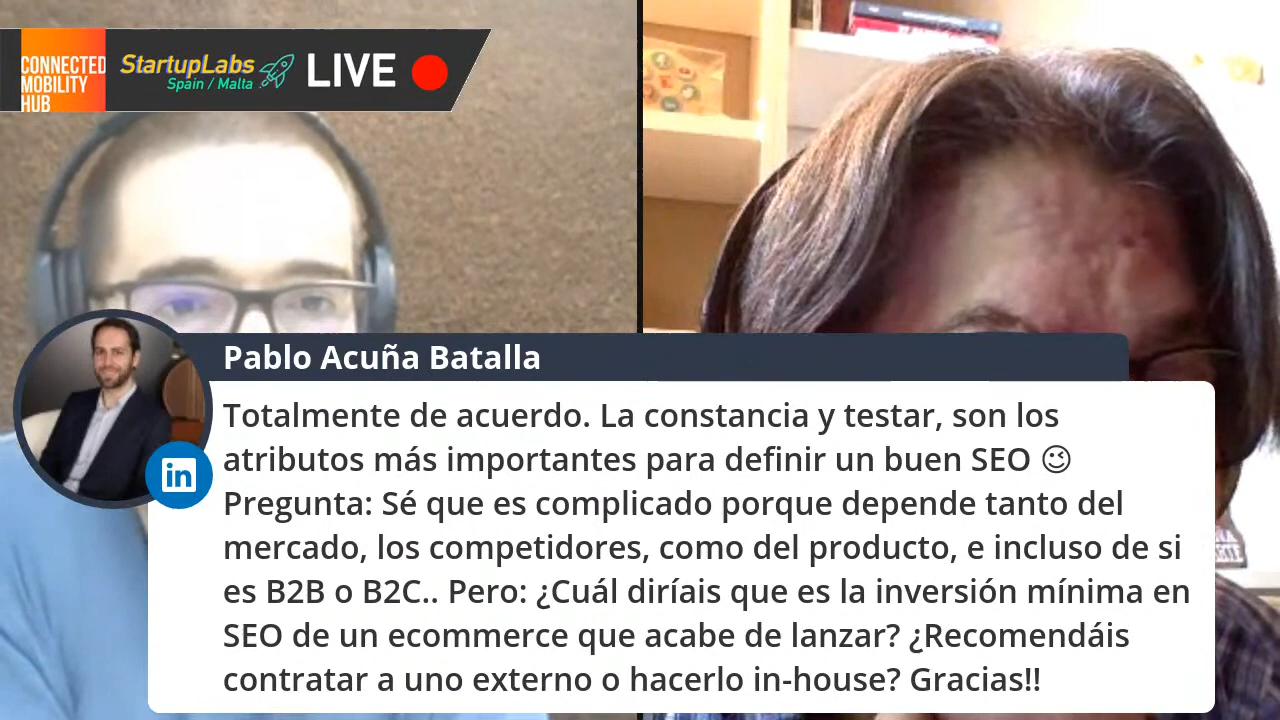 CONNECTED
MOBILITY
HUB
StartupLabs
Spain / Malta
LIVE
Pablo Acuña Batalla
in
Totalmente de acuerdo. La constancia y testar, son los
atributos más importantes para definir un buen SEO 😉
Pregunta: Sé que es complicado porque depende tanto del
mercado, los competidores, como del producto, e incluso de si
es B2B o B2C.. Pero: ¿Cuál diríais que es la inversión mínima en
SEO de un ecommerce que acabe de lanzar? ¿Recomendáis
contratar a uno externo o hacerlo in-house? Gracias!!